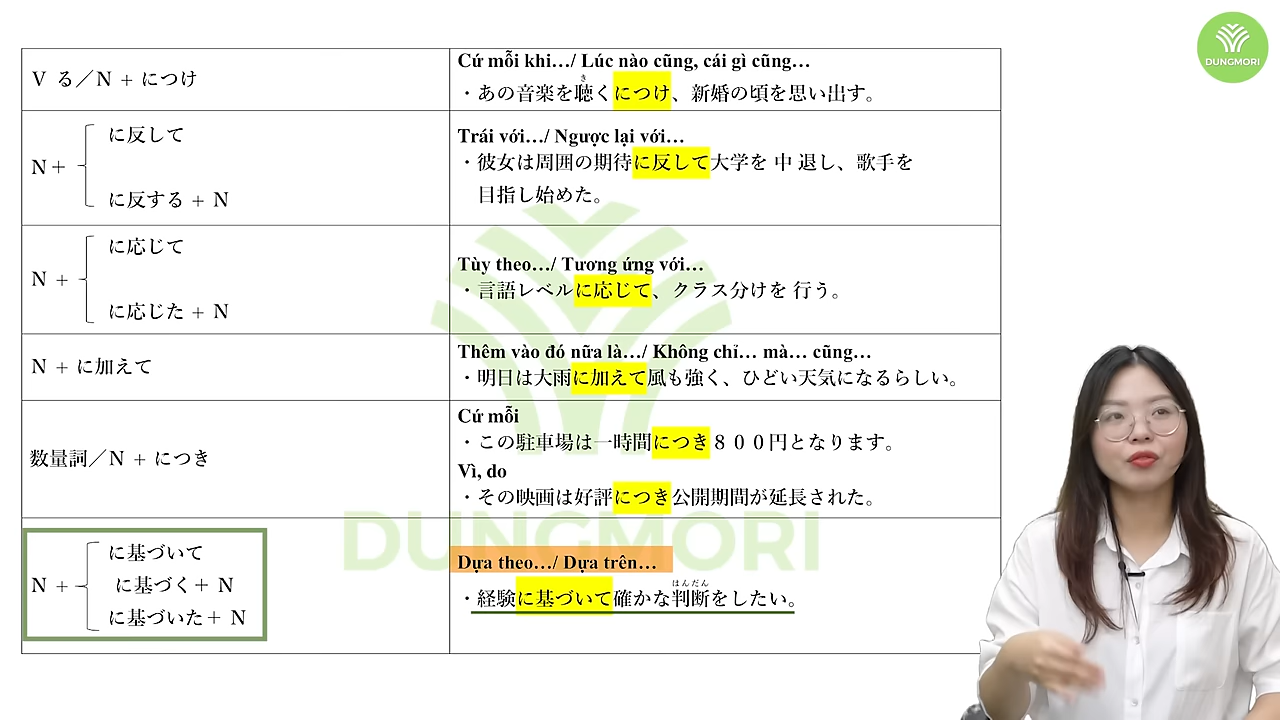 DUNGMORI
V る／N + につけ
Cứ mỗi khi…/ Lúc nào cũng, cái gì cũng…
き
・あの音楽を聴くにつけ、新婚の頃を思い出す。
N+
に反して
に反する + N
Trái với…/ Ngược lại với…
・彼女は周囲の期待に反して大学を 中 退し、歌手を
目指し始めた。
N +
に応じて
に応じた + N
Tùy theo…/ Tương ứng với…
・言語レベルに応じて、クラス分けを 行う。
N + に加えて
Thêm vào đó nữa là…/ Không chỉ… mà… cũng…
・明日は大雨に加えて風も強く、ひどい天気になるらしい。
数量詞／N + につき
Cứ mỗi
・この駐車場は一時間につき８００円となります。
Vì, do
・その映画は好評につき公開期間が延長された。
DUNGMORI
N +
に基づいて
に基づく+ N
に基づいた+ N
Dựa theo…/ Dựa trên…
はんだん
・経験に基づいて確かな判断をしたい。